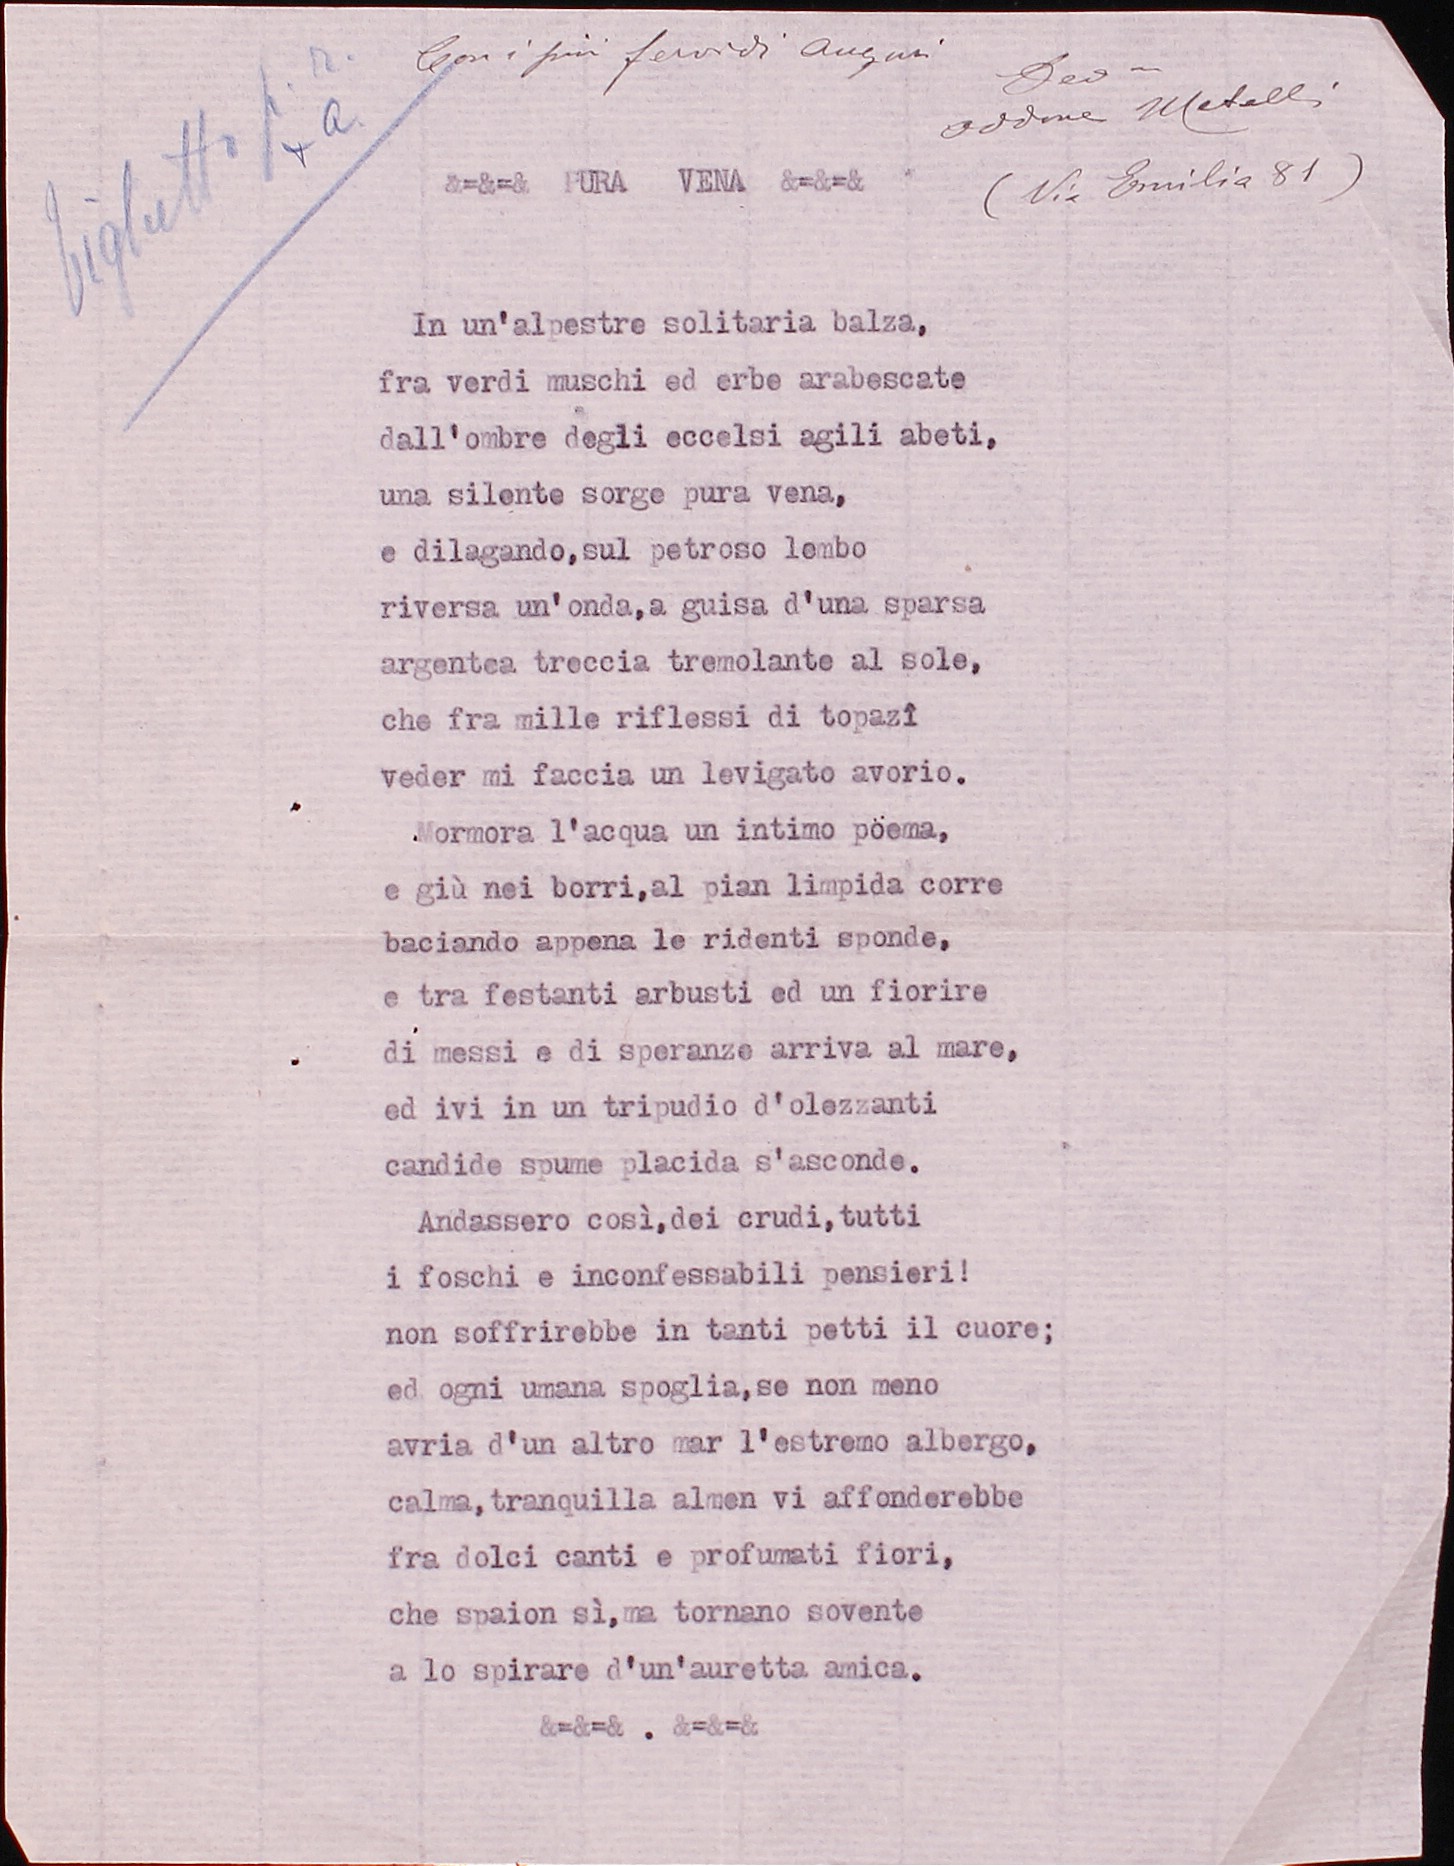 Con i più fervidi auguri
Devᵐᵒ
Oddone Metelli
(Via Emilia 81)
biglietto p. r.
+ a.
&=&=& PURA VENA &=&=&
In un'alpestre solitaria balza,
fra verdi muschi ed erbe arabescate
dall'ombre degli eccelsi agili abeti,
una silente sorge pura vena,
e dilagando,sul petroso lembo
riversa un'onda,a guisa d'una sparsa
argentea treccia tremolante al sole,
che fra mille riflessi di topazî
veder mi faccia un levigato avorio.
Mormora l'acqua un intimo pöema,
e giù nei borri,al pian limpida corre
baciando appena le ridenti sponde,
e tra festanti arbusti ed un fiorire
di messi e di speranze arriva al mare,
ed ivi in un tripudio d'olezzanti
candide spume placida s'asconde.
Andassero così,dei crudi,tutti
i foschi e inconfessabili pensieri!
non soffrirebbe in tanti petti il cuore;
ed ogni umana spoglia,se non meno
avria d'un altro mar l'estremo albergo,
calma,tranquilla almen vi affonderebbe
fra dolci canti e profumati fiori,
che spaion sì,ma tornano sovente
a lo spirare d'un'auretta amica.
&=&=& . &=&=&